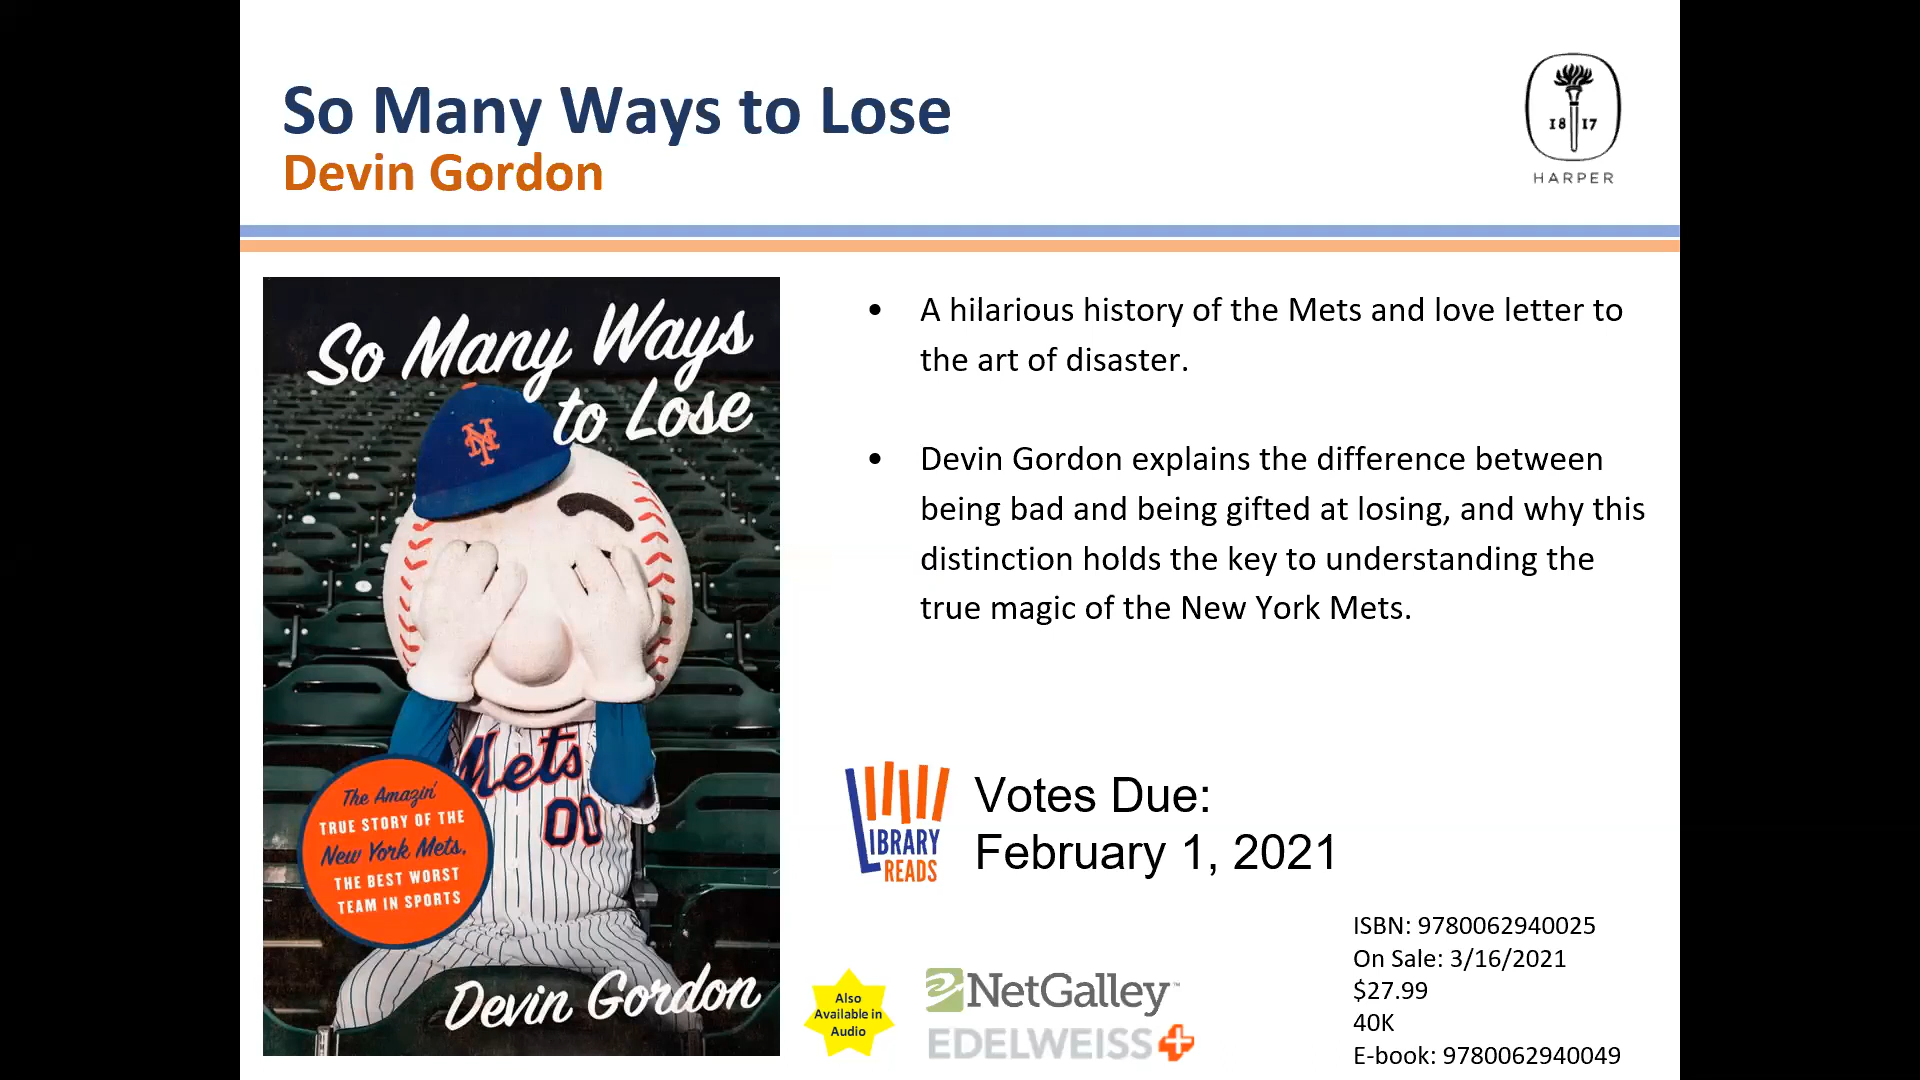 So Many Ways to Lose
Devin Gordon
18 17
HARPER
So Many Ways
to Lose
NY
Mets
00
The Amazin'
TRUE STORY OF THE
New York Mets,
THE BEST WORST
TEAM IN SPORTS
Devin Gordon
• A hilarious history of the Mets and love letter to
the art of disaster.
• Devin Gordon explains the difference between
being bad and being gifted at losing, and why this
distinction holds the key to understanding the
true magic of the New York Mets.
LIBRARY
READS
Votes Due:
February 1, 2021
Also
Available in
Audio
NetGalley™
EDELWEISS+
ISBN: 9780062940025
On Sale: 3/16/2021
$27.99
40K
E-book: 9780062940049